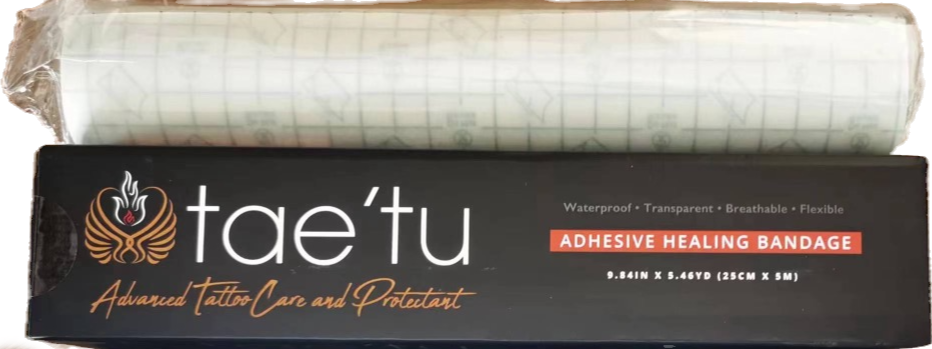 tae'tu
Advanced Tattoo Care and Protectant
Waterproof • Transparent • Breathable • Flexible
ADHESIVE HEALING BANDAGE
9.84IN X 5.46YD (25CM X 5M)